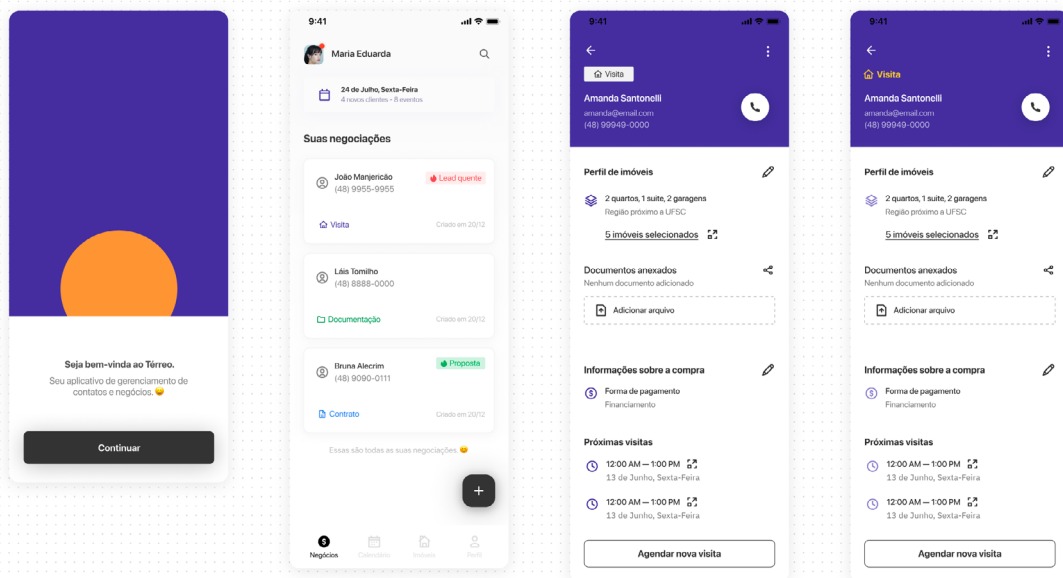 Seja bem-vinda ao Térreo.
Seu aplicativo de gerenciamento de
contatos e negócios.😄
Continuar
9:41
Maria Eduarda
24 de Julho, Sexta-Feira
4 novos clientes - 8 eventos
Suas negociações
João Manjericão
Lead quente
(48) 9955-9955
Visita
Criado em 20/12
Láis Tomilho
(48) 8888-0000
Documentação
Criado em 20/12
Bruna Alecrim
Proposta
(48) 9090-0111
Contrato
Criado em 20/12
Essas são todas as suas negociações.😄
+
Negócios
Calendário
Imóveis
Perfil
9:41
Visita
Amanda Santonelli
amanda@email.com
(48) 99949-0000
Perfil de imóveis
2 quartos, 1 suite, 2 garagens
Região próximo a UFSC
5 imóveis selecionados
Documentos anexados
Nenhum documento adicionado
Adicionar arquivo
Informações sobre a compra
Forma de pagamento
Financiamento
Próximas visitas
12:00 AM — 1:00 PM
13 de Junho, Sexta-Feira
12:00 AM — 1:00 PM
13 de Junho, Sexta-Feira
Agendar nova visita
9:41
Visita
Amanda Santonelli
amanda@email.com
(48) 99949-0000
Perfil de imóveis
2 quartos, 1 suite, 2 garagens
Região próximo a UFSC
5 imóveis selecionados
Documentos anexados
Nenhum documento adicionado
Adicionar arquivo
Informações sobre a compra
Forma de pagamento
Financiamento
Próximas visitas
12:00 AM — 1:00 PM
13 de Junho, Sexta-Feira
12:00 AM — 1:00 PM
13 de Junho, Sexta-Feira
Agendar nova visita